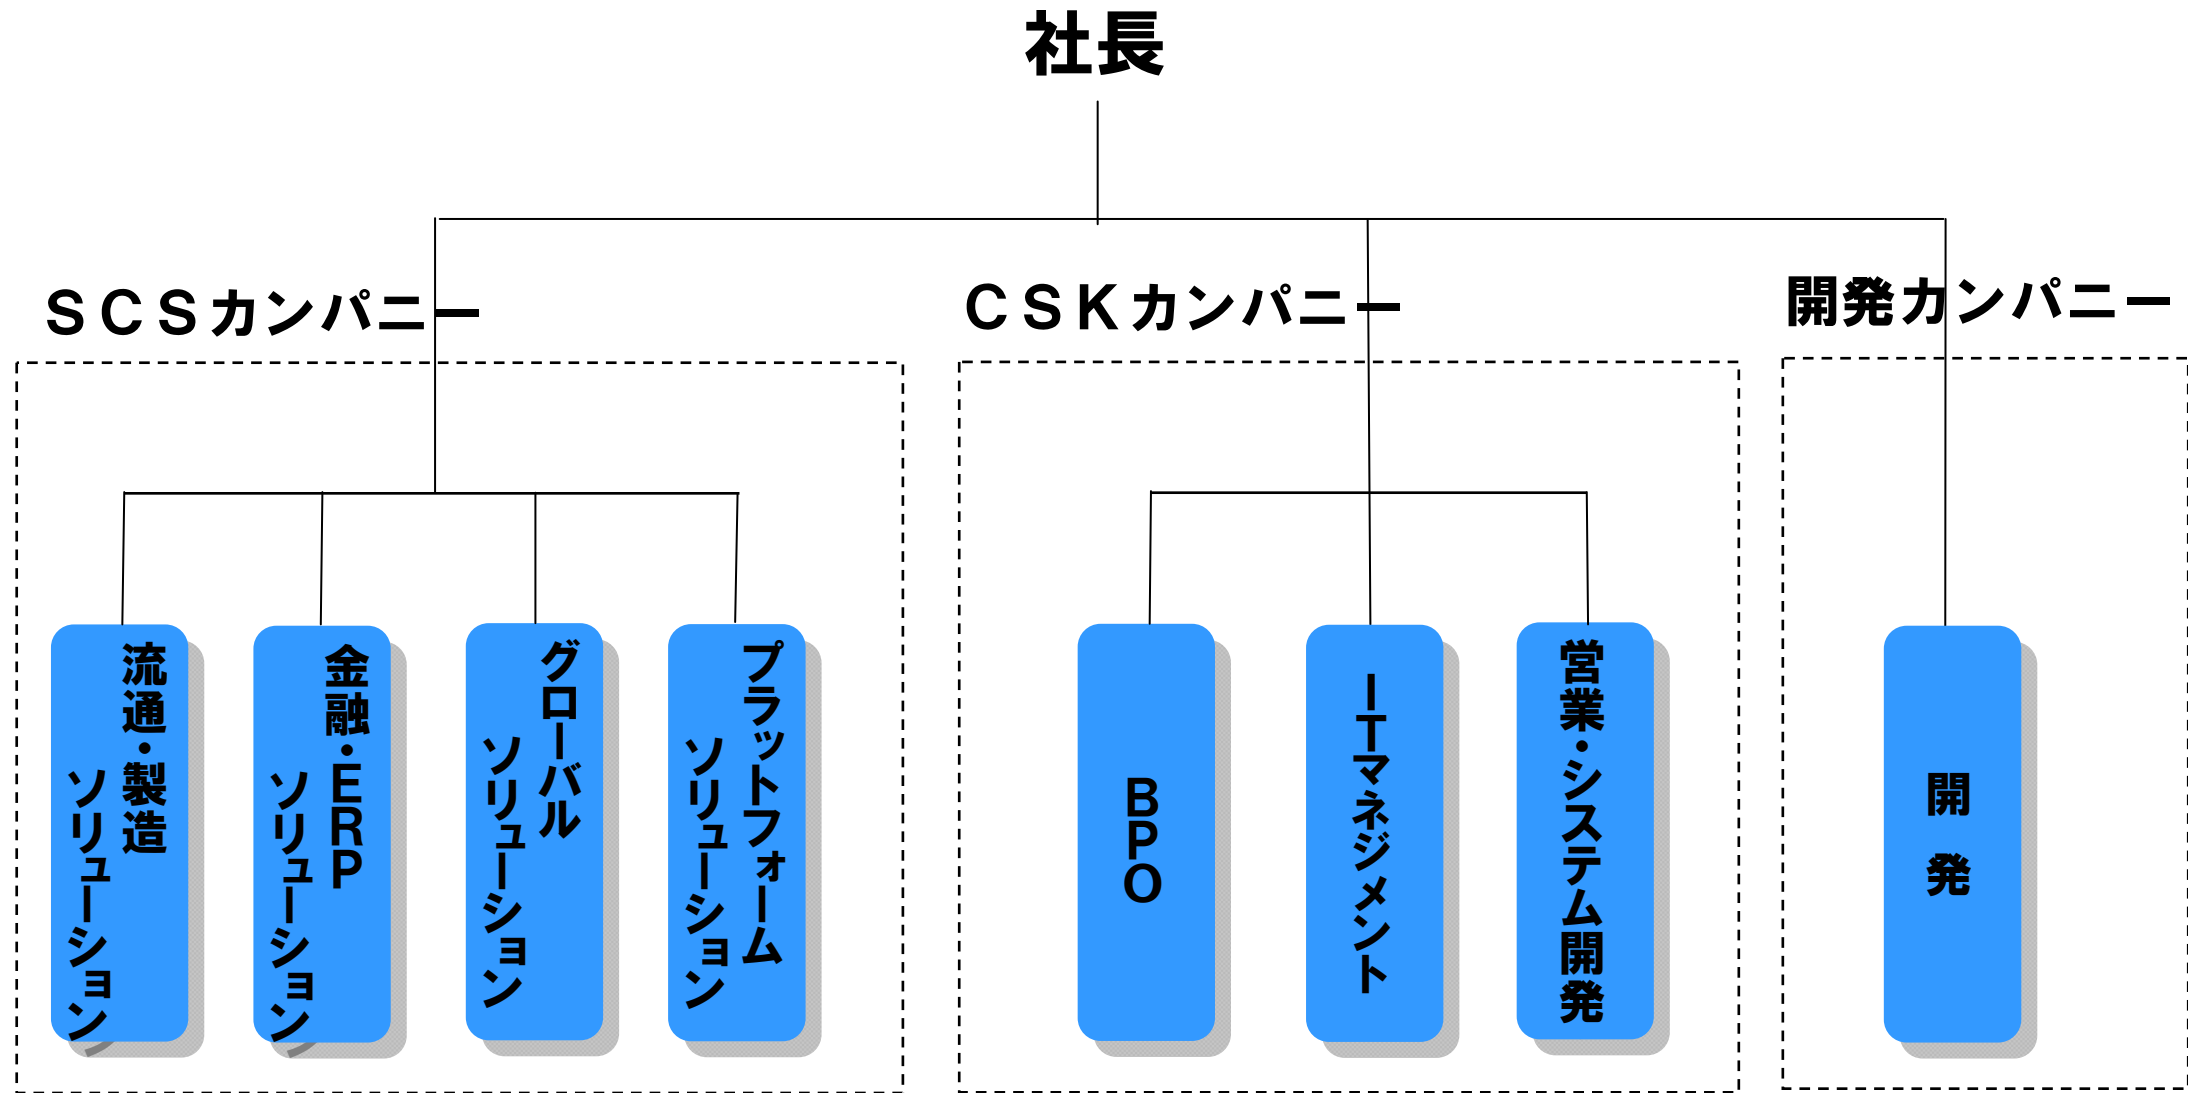 社長
ＳＣＳカンパニー
ＣＳＫカンパニー
開発カンパニー
流通・製造
ソリューション
金融・ERP
ソリューション
グローバル
ソリューション
プラットフォーム
ソリューション
BPO
ITマネジメント
営業・システム開発
開　発